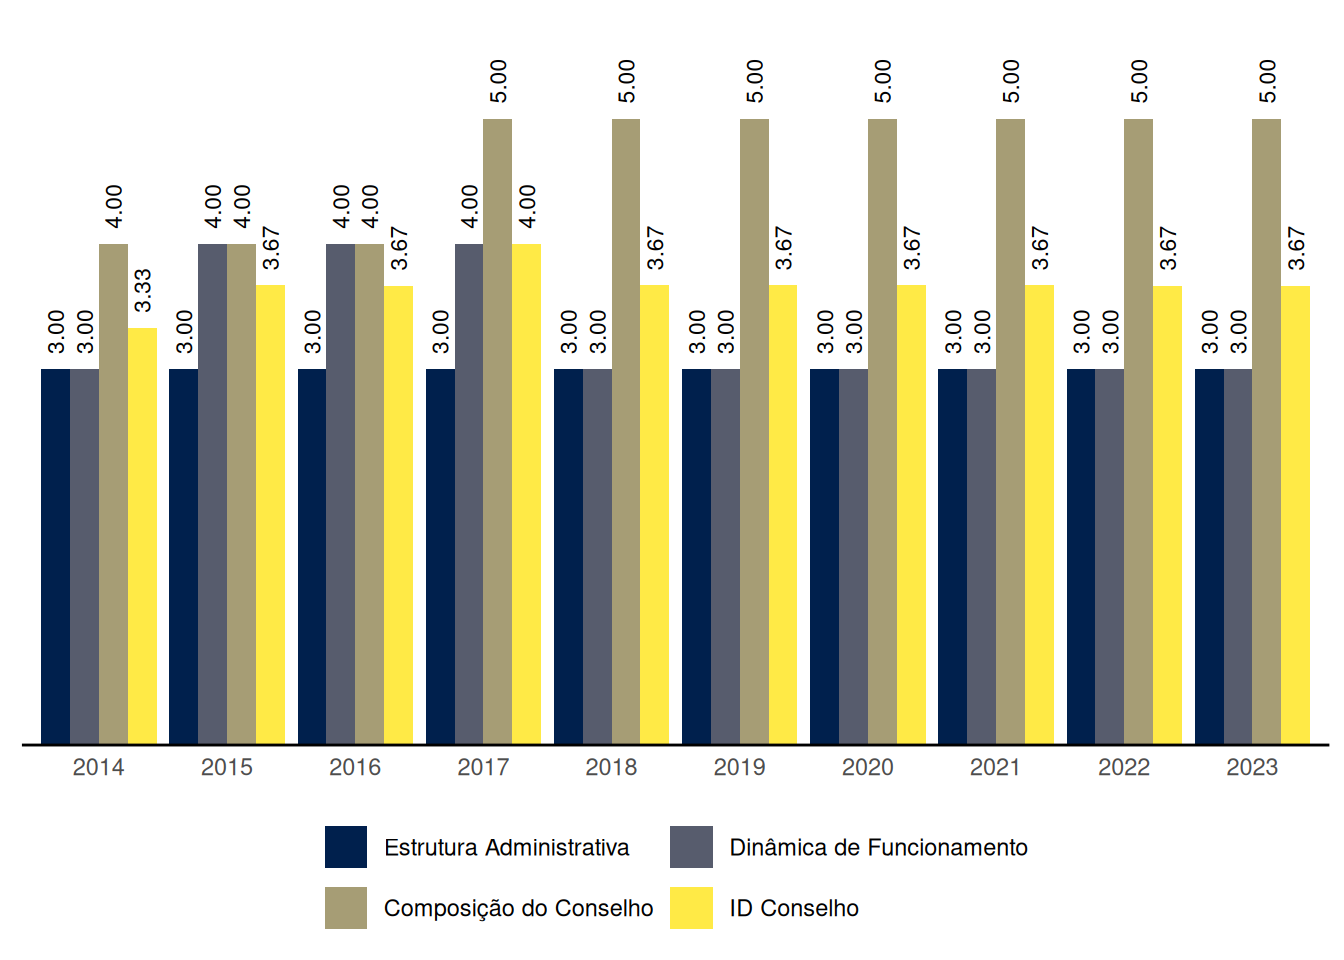 3.00 3.00 4.00 3.33 3.00 4.00 4.00 3.67 3.00 4.00 4.00 3.67 3.00 4.00 5.00 4.00 3.00 3.00 5.00 3.67 3.00 3.00 5.00 3.67 3.00 3.00 5.00 3.67 3.00 3.00 5.00 3.67 3.00 3.00 5.00 3.67 3.00 3.00 5.00 3.67
2014 2015 2016 2017 2018 2019 2020 2021 2022 2023
Estrutura Administrativa Dinâmica de Funcionamento
Composição do Conselho ID Conselho